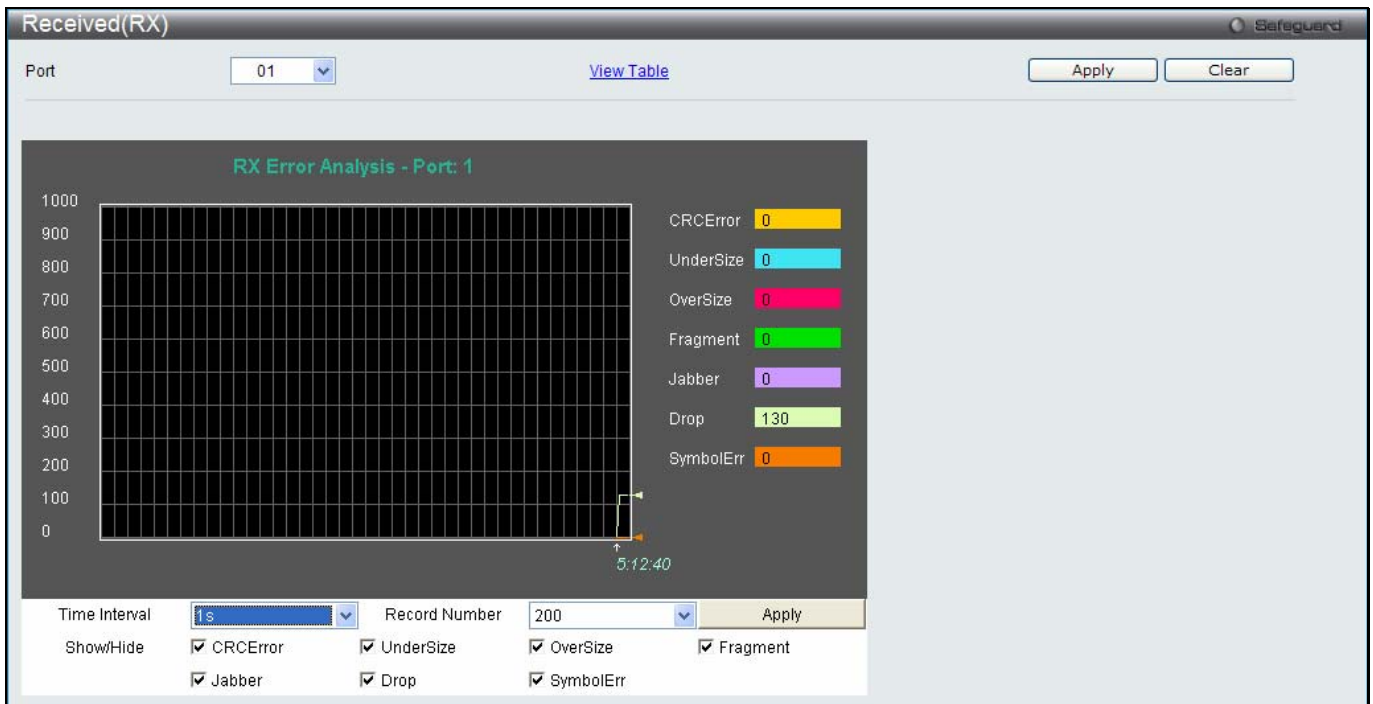 Received(RX)
Safeguard
Port 01 View Table Apply Clear
RX Error Analysis - Port: 1
1000
900
800
700
600
500
400
300
200
100
0
CRCError 0
UnderSize 0
OverSize 0
Fragment 0
Jabber 0
Drop 130
SymbolErr 0
5:12:40
Time Interval 1s Record Number 200 Apply
Show/Hide CRCError UnderSize OverSize Fragment
Jabber Drop SymbolErr